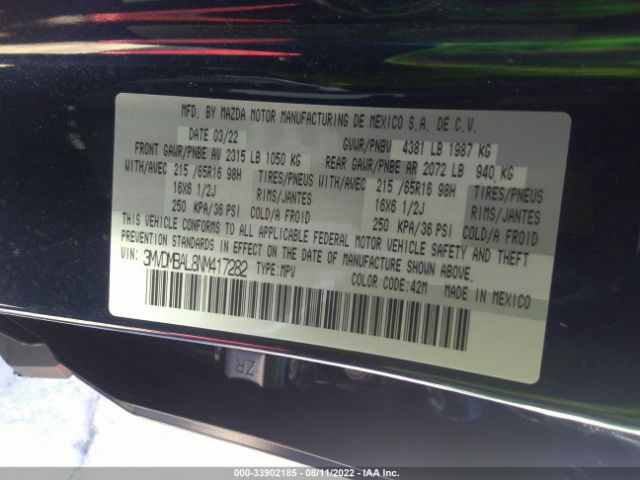 MFD. BY MAZDA MOTOR MANUFACTURING DE MEXICO S.A. DE C.V.
DATE 03/22 GVWR/PNBV 4381 LB 1987 KG
FRONT GAWR/PNBE AV 2315 LB 1050 KG REAR GAWR/PNBE AR 2072 LB 940 KG
WITH/AVEC 215 /65R16 98H TIRES/PNEUS WITH/AVEC 215 /65R16 98H TIRES/PNEUS
16X6 1/2J RIMS/JANTES 16X6 1/2J RIMS/JANTES
250 KPA/36 PSI COLD/A FROID 250 KPA/36 PSI COLD/A FROID
THIS VEHICLE CONFORMS TO ALL APPLICABLE FEDERAL MOTOR VEHICLE SAFETY AND THEFT
PREVENTION STANDARDS IN EFFECT ON THE DATE OF MANUFACTURE SHOWN ABOVE.
VIN: 3MVDMBAL8NM417282 TYPE: MPV COLOR CODE: 42M MADE IN MEXICO
ZR
000-33902185 - 08/11/2022 - IAAI.COM